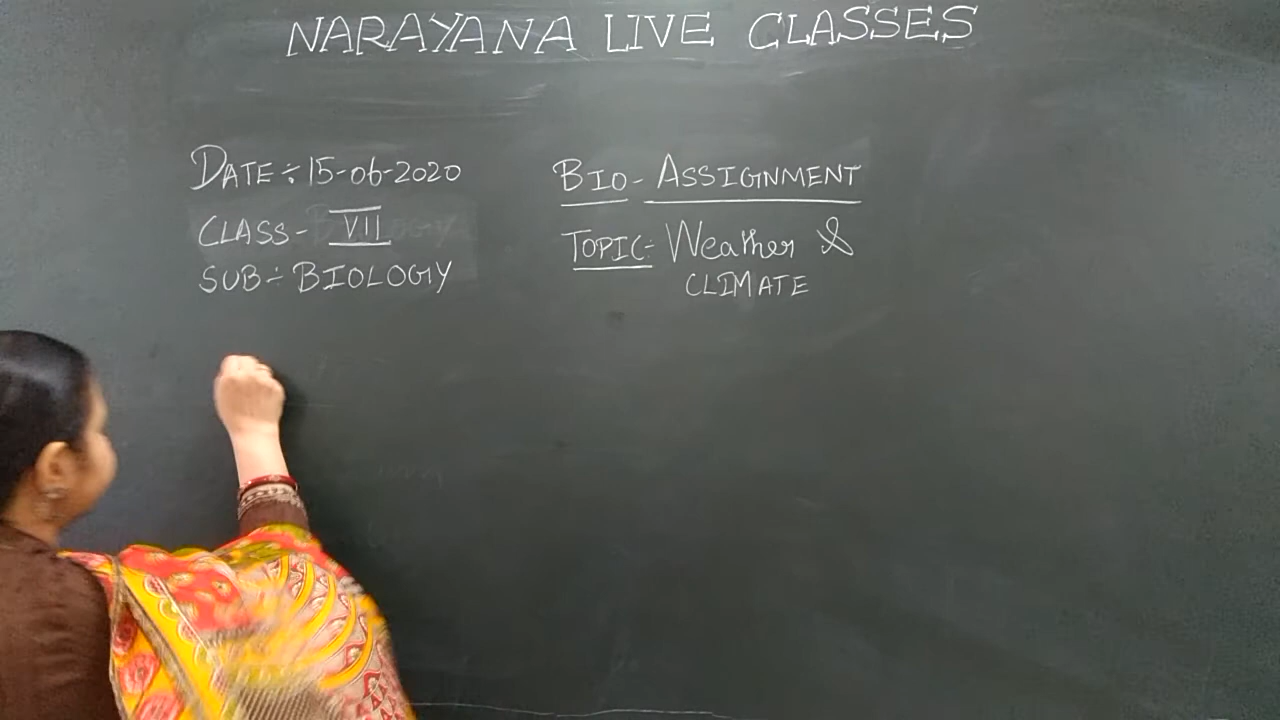 NARAYANA LIVE CLASSES
DATE ÷ 15-06-2020
CLASS - VII
SUB ÷ BIOLOGY
BIO - ASSIGNMENT
TOPIC: Weather &
CLIMATE